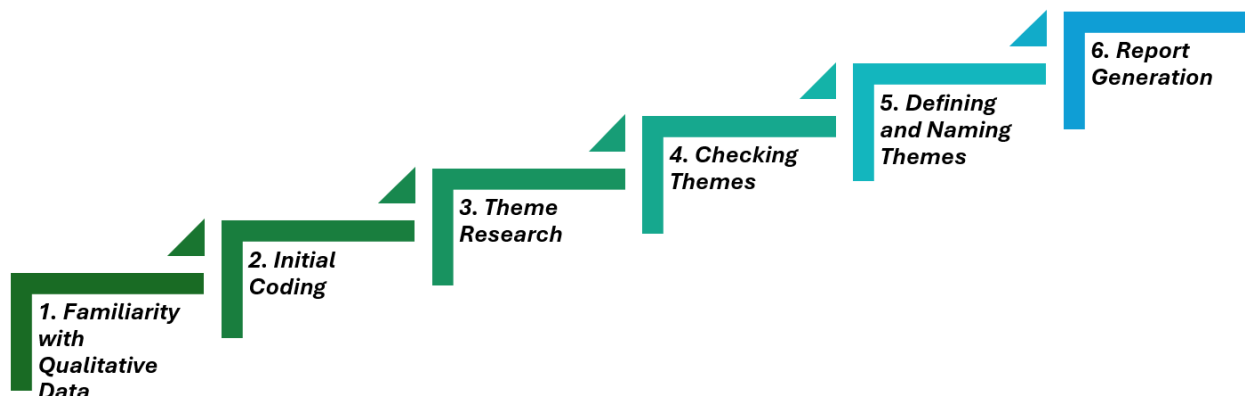 1. Familiarity
with
Qualitative
Data
2. Initial
Coding
3. Theme
Research
4. Checking
Themes
5. Defining
and Naming
Themes
6. Report
Generation